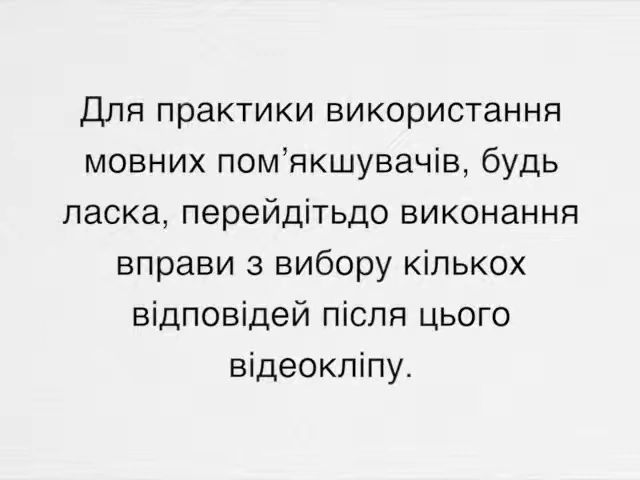 Для практики використання
мовних пом’якшувачів, будь
ласка, перейдітьдо виконання
вправи з вибору кількох
відповідей після цього
відеокліпу.